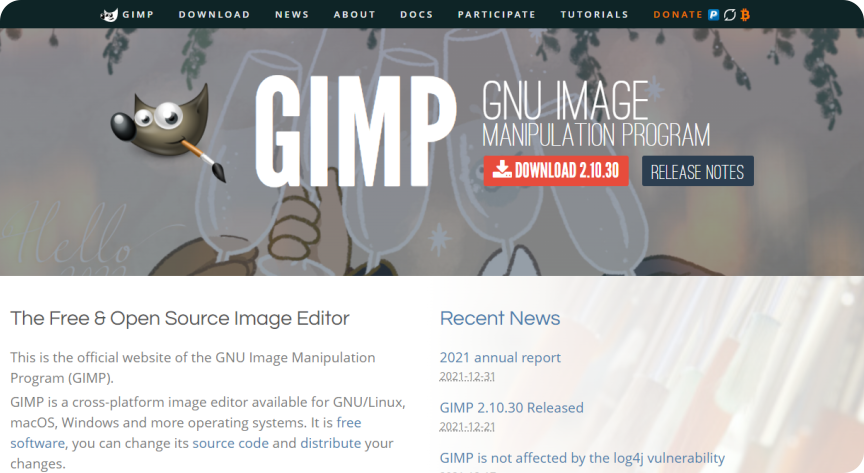 GIMP DOWNLOAD NEWS ABOUT DOCS PARTICIPATE TUTORIALS DONATE
GIMP
GNU IMAGE
MANIPULATION PROGRAM
DOWNLOAD 2.10.30
RELEASE NOTES
Hello
The Free & Open Source Image Editor
This is the official website of the GNU Image Manipulation
Program (GIMP).
GIMP is a cross-platform image editor available for GNU/Linux,
macOS, Windows and more operating systems. It is free
software, you can change its source code and distribute your
changes.
Recent News
2021 annual report
2021-12-31
GIMP 2.10.30 Released
2021-12-21
GIMP is not affected by the log4j vulnerability